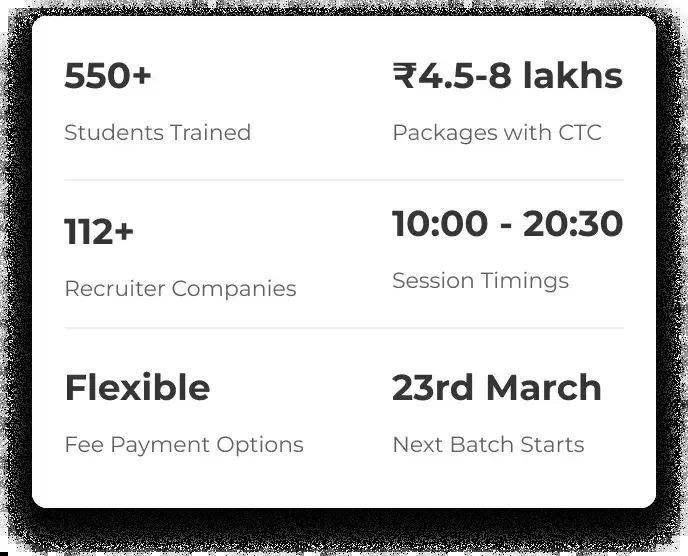 550+
Students Trained
₹4.5-8 lakhs
Packages with CTC
112+
Recruiter Companies
10:00 - 20:30
Session Timings
Flexible
Fee Payment Options
23rd March
Next Batch Starts